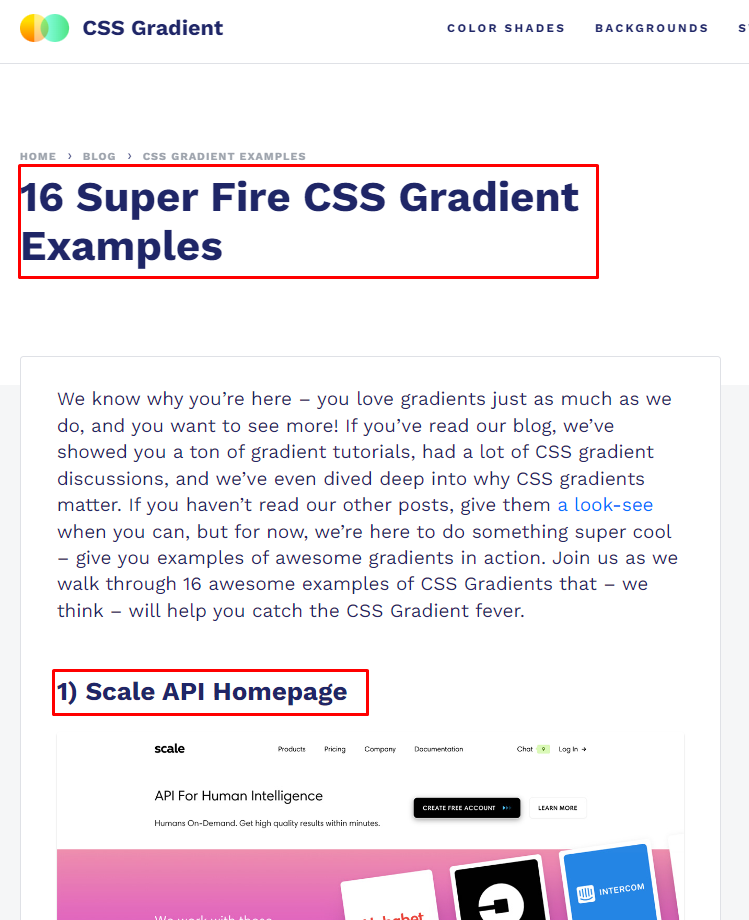 CSS Gradient
COLOR SHADES BACKGROUNDS
HOME › BLOG › CSS GRADIENT EXAMPLES
16 Super Fire CSS Gradient
Examples
We know why you’re here – you love gradients just as much as we
do, and you want to see more! If you’ve read our blog, we’ve
showed you a ton of gradient tutorials, had a lot of CSS gradient
discussions, and we’ve even dived deep into why CSS gradients
matter. If you haven’t read our other posts, give them a look-see
when you can, but for now, we’re here to do something super cool
– give you examples of awesome gradients in action. Join us as we
walk through 16 awesome examples of CSS Gradients that – we
think – will help you catch the CSS Gradient fever.
1) Scale API Homepage
scale Products Pricing Company Documentation Chat 9 Log In →
API For Human Intelligence
CREATE FREE ACCOUNT LEARN MORE
Humans On-Demand. Get high quality results within minutes.
INTERCOM
We work with these